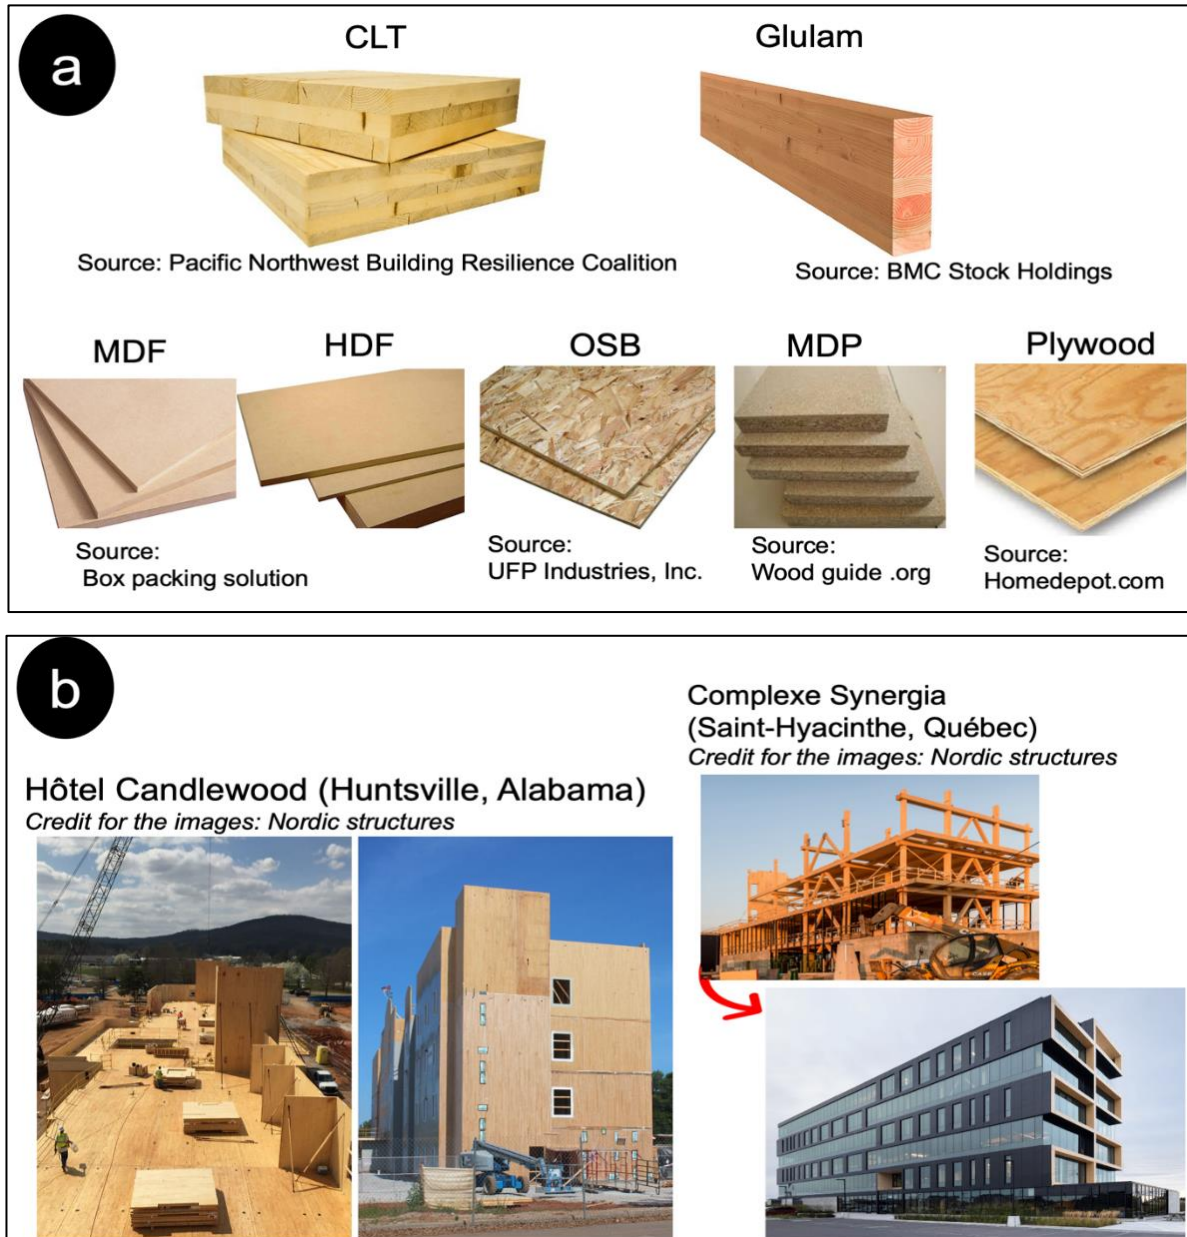 a
CLT
Glulam
Source: Pacific Northwest Building Resilience Coalition
Source: BMC Stock Holdings
MDF
HDF
OSB
MDP
Plywood
Source:
Box packing solution
Source:
UFP Industries, Inc.
Source:
Wood guide .org
Source:
Homedepot.com
b
Hôtel Candlewood (Huntsville, Alabama)
Credit for the images: Nordic structures
Complexe Synergia
(Saint-Hyacinthe, Québec)
Credit for the images: Nordic structures